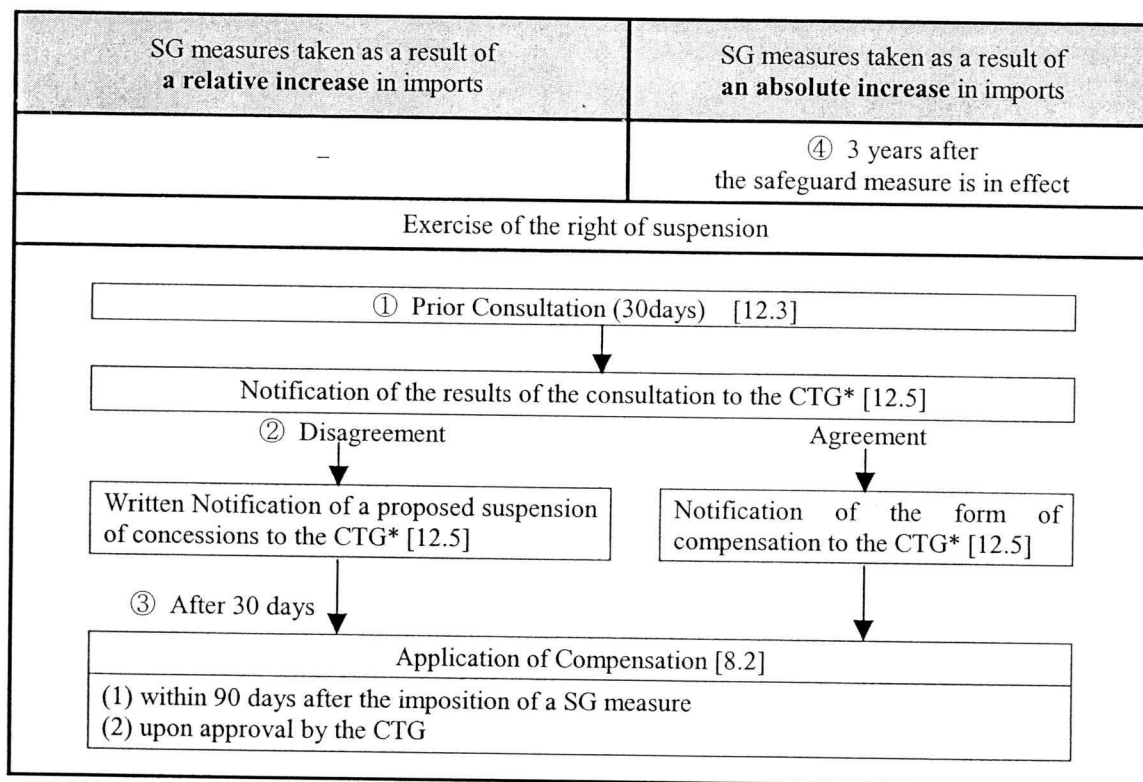 SG measures taken as a result of
a relative increase in imports
SG measures taken as a result of
an absolute increase in imports
–
④ 3 years after
the safeguard measure is in effect
Exercise of the right of suspension
① Prior Consultation (30days) [12.3]
Notification of the results of the consultation to the CTG* [12.5]
② Disagreement
Agreement
Written Notification of a proposed suspension
of concessions to the CTG* [12.5]
Notification of the form of
compensation to the CTG* [12.5]
③ After 30 days
Application of Compensation [8.2]
(1) within 90 days after the imposition of a SG measure
(2) upon approval by the CTG